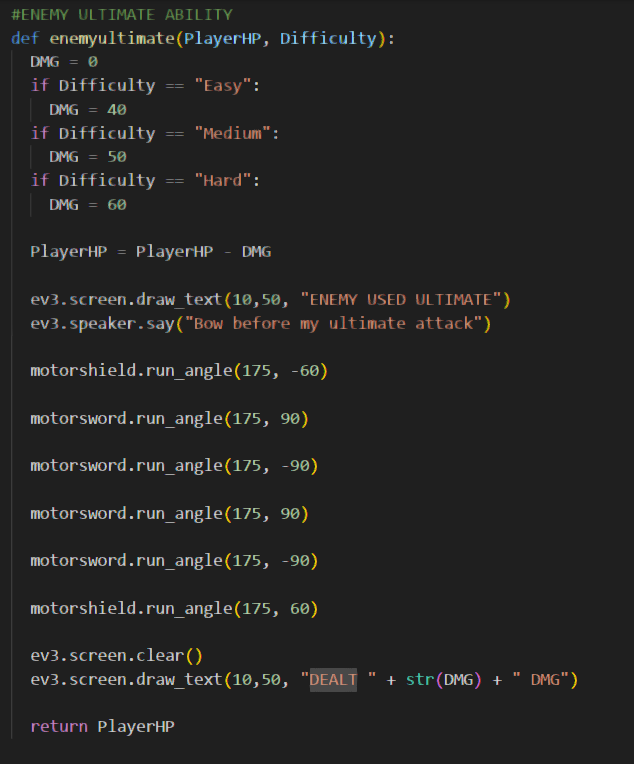 #ENEMY ULTIMATE ABILITY
def enemyultimate(PlayerHP, Difficulty):
DMG = 0
if Difficulty == "Easy":
DMG = 40
if Difficulty == "Medium":
DMG = 50
if Difficulty == "Hard":
DMG = 60
PlayerHP = PlayerHP - DMG
ev3.screen.draw_text(10,50, "ENEMY USED ULTIMATE")
ev3.speaker.say("Bow before my ultimate attack")
motorshield.run_angle(175, -60)
motorsword.run_angle(175, 90)
motorsword.run_angle(175, -90)
motorsword.run_angle(175, 90)
motorsword.run_angle(175, -90)
motorshield.run_angle(175, 60)
ev3.screen.clear()
ev3.screen.draw_text(10,50, "DEALT " + str(DMG) + " DMG")
return PlayerHP